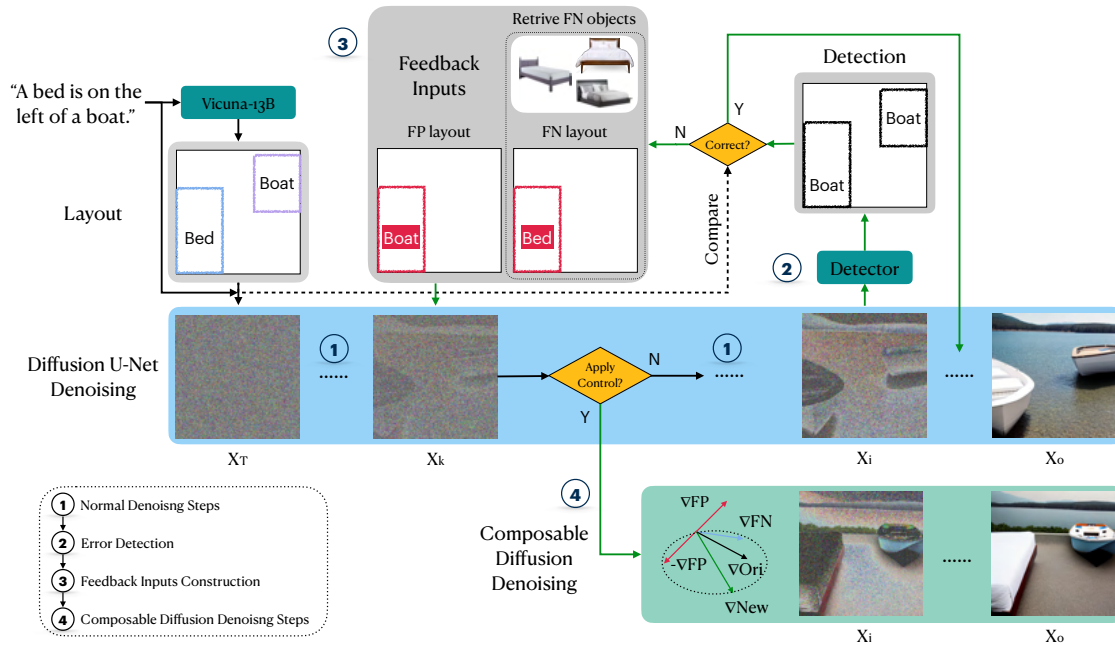 Retrive FN objects
3
Feedback
Inputs
Detection
"A bed is on the
left of a boat."
Vicuna-13B
Y
N
Correct?
FP layout
FN layout
Boat
Boat
Layout
Boat
Bed
Boat
Bed
Compare
2
Detector
Diffusion U-Net
Denoising
1
......
Apply
Control?
N
Y
1
......
......
XT
Xk
Xi
Xo
4
Composable
Diffusion
Denoising
∇FP
∇FN
-∇FP
∇Ori
∇New
......
Xi
Xo
1 Normal Denoisng Steps
2 Error Detection
3 Feedback Inputs Construction
4 Composable Diffusion Denoisng Steps